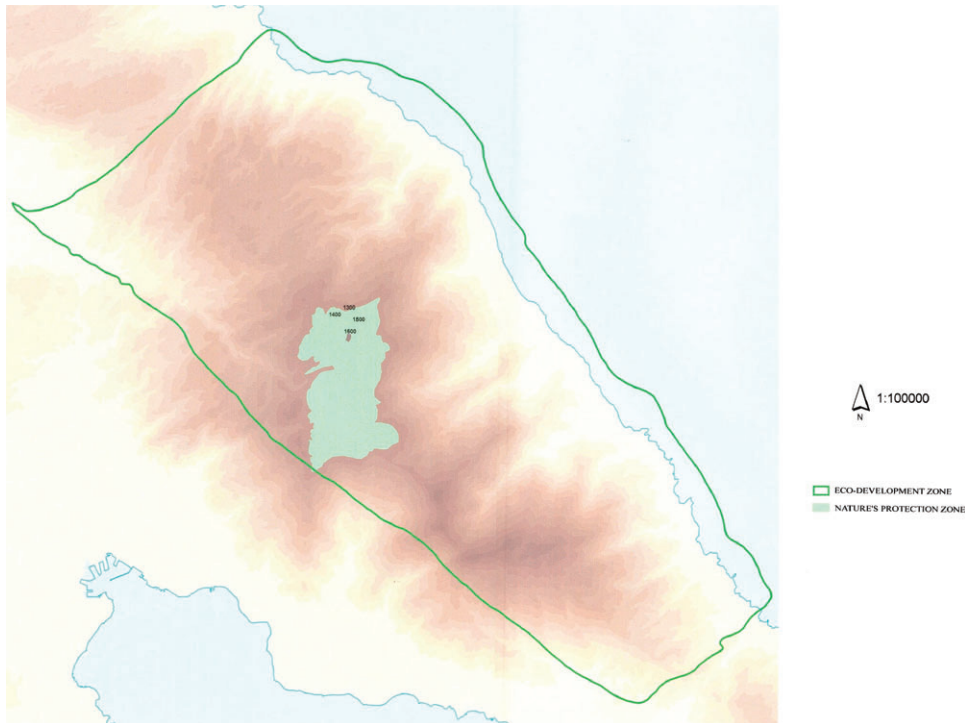 1300
1400
1500
1600
1:100000
N
ECO-DEVELOPMENT ZONE
NATURE'S PROTECTION ZONE